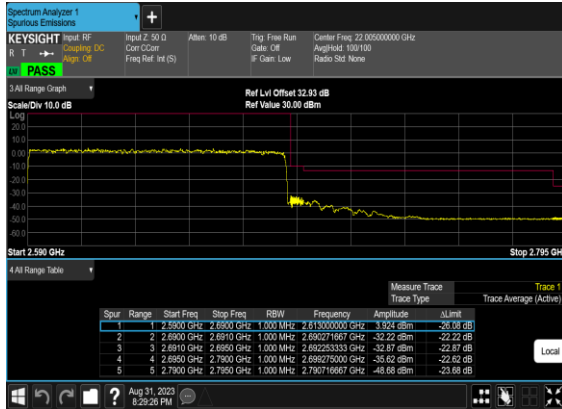 Spectrum Analyzer 1
Spurious Emissions
+
KEYSIGHT Input: RF Input Z: 50 Ω Atten: 10 dB Trig: Free Run Center Freq: 22.005000000 GHz
R T Coupling: DC Corr CCorr Gate: Off Avg|Hold: 100/100
Align: Off Freq Ref: Int (S) IF Gain: Low Radio Std: None
PASS
3 All Range Graph
Ref Lvl Offset 32.93 dB
Scale/Div 10.0 dB Ref Value 30.00 dBm
Log
20.0
10.0
0.00
-10.0
-20.0
-30.0
-40.0
-50.0
-60.0
Start 2.590 GHz Stop 2.795 GHz
4 All Range Table
Measure Trace Trace 1
Trace Type Trace Average (Active)
Spur Range Start Freq Stop Freq RBW Frequency Amplitude ΔLimit
1 1 2.5900 GHz 2.6900 GHz 1.000 MHz 2.613000000 GHz 3.924 dBm -26.08 dB
2 2 2.6900 GHz 2.6910 GHz 1.000 MHz 2.690271667 GHz -32.22 dBm -22.22 dB
3 3 2.6910 GHz 2.6950 GHz 1.000 MHz 2.692253333 GHz -32.87 dBm -22.87 dB
4 4 2.6950 GHz 2.7900 GHz 1.000 MHz 2.699275000 GHz -35.62 dBm -22.62 dB
5 5 2.7900 GHz 2.7950 GHz 1.000 MHz 2.790716667 GHz -48.68 dBm -23.68 dB
Local
? Aug 31, 2023
8:29:26 PM